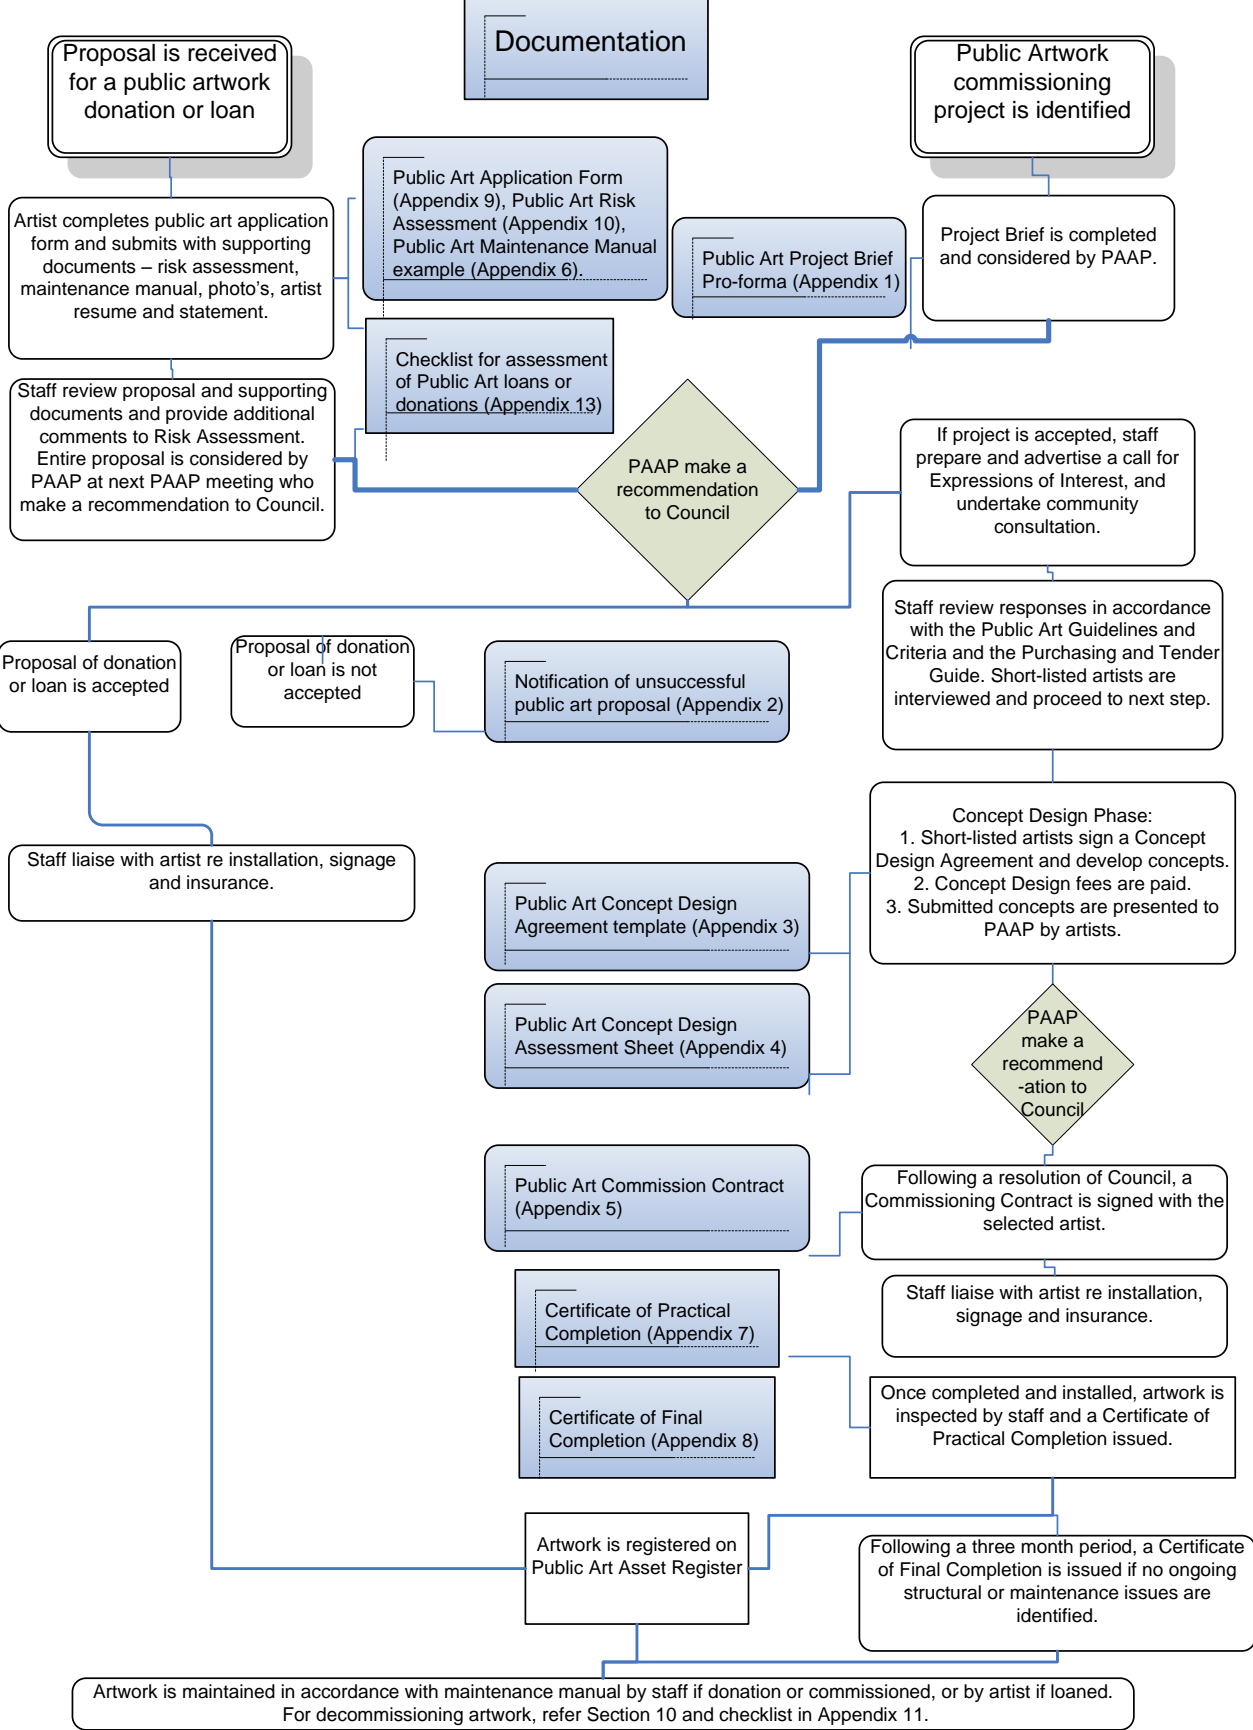 Documentation
Proposal is received
for a public artwork
donation or loan
Public Artwork
commissioning
project is identified
Public Art Application Form
(Appendix 9), Public Art Risk
Assessment (Appendix 10),
Public Art Maintenance Manual
example (Appendix 6).
Artist completes public art application
form and submits with supporting
documents – risk assessment,
maintenance manual, photo's, artist
resume and statement.
Public Art Project Brief
Pro-forma (Appendix 1)
Project Brief is completed
and considered by PAAP.
Checklist for assessment
of Public Art loans or
donations (Appendix 13)
Staff review proposal and supporting
documents and provide additional
comments to Risk Assessment.
Entire proposal is considered by
PAAP at next PAAP meeting who
make a recommendation to Council.
PAAP make a
recommendation
to Council
If project is accepted, staff
prepare and advertise a call for
Expressions of Interest, and
undertake community
consultation.
Staff review responses in accordance
with the Public Art Guidelines and
Criteria and the Purchasing and Tender
Guide. Short-listed artists are
interviewed and proceed to next step.
Proposal of donation
or loan is accepted
Proposal of donation
or loan is not
accepted
Notification of unsuccessful
public art proposal (Appendix 2)
Concept Design Phase:
1. Short-listed artists sign a Concept
Design Agreement and develop concepts.
2. Concept Design fees are paid.
3. Submitted concepts are presented to
PAAP by artists.
Staff liaise with artist re installation, signage
and insurance.
Public Art Concept Design
Agreement template (Appendix 3)
Public Art Concept Design
Assessment Sheet (Appendix 4)
PAAP
make a
recommend
-ation to
Council
Public Art Commission Contract
(Appendix 5)
Following a resolution of Council, a
Commissioning Contract is signed with the
selected artist.
Staff liaise with artist re installation,
signage and insurance.
Certificate of Practical
Completion (Appendix 7)
Certificate of Final
Completion (Appendix 8)
Once completed and installed, artwork is
inspected by staff and a Certificate of
Practical Completion issued.
Artwork is registered on
Public Art Asset Register
Following a three month period, a Certificate
of Final Completion is issued if no ongoing
structural or maintenance issues are
identified.
Artwork is maintained in accordance with maintenance manual by staff if donation or commissioned, or by artist if loaned.
For decommissioning artwork, refer Section 10 and checklist in Appendix 11.